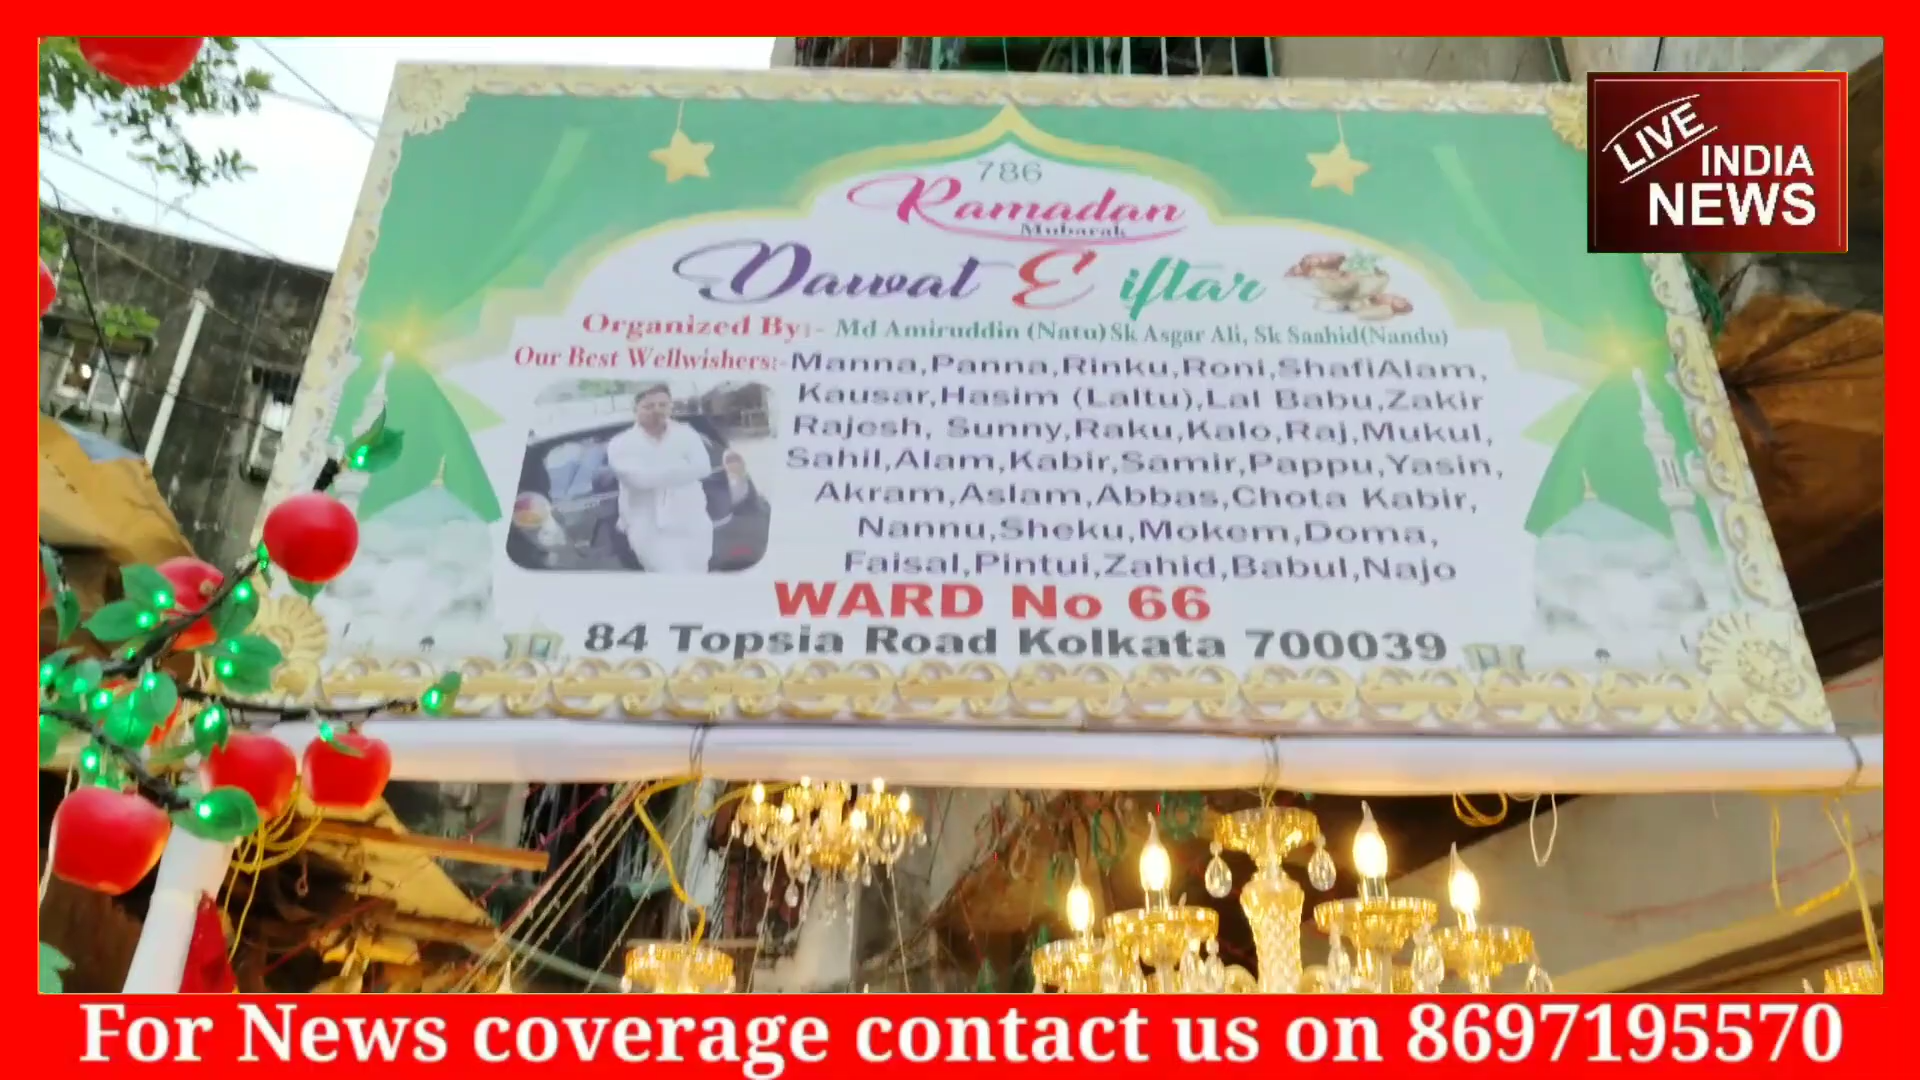 LIVE
INDIA
NEWS
786
Ramadan
Mubarak
Dawat E iftar
Organized By:- Md Amiruddin (Natu) Sk Asgar Ali, Sk Saahid(Nandu)
Our Best Wellwishers:-Manna,Panna,Rinku,Roni,ShafiAlam,
Kausar,Hasim (Laltu),Lal Babu,Zakir
Rajesh, Sunny,Raku,Kalo,Raj,Mukul,
Sahil,Alam,Kabir,Samir,Pappu,Yasin,
Akram,Aslam,Abbas,Chota Kabir,
Nannu,Sheku,Mokem,Doma,
Faisal,Pintui,Zahid,Babul,Najo
WARD No 66
84 Topsia Road Kolkata 700039
For News coverage contact us on 8697195570